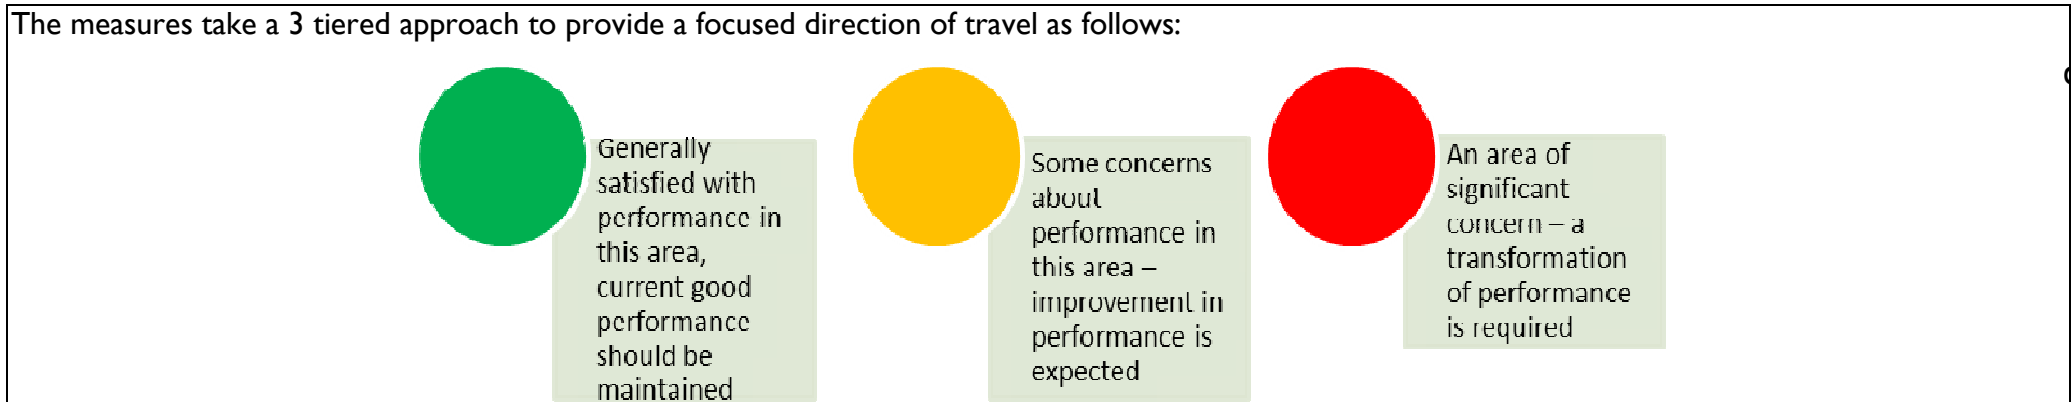 The measures take a 3 tiered approach to provide a focused direction of travel as follows:
Generally
satisfied with
performance in
this area,
current good
performance
should be
maintained
Some concerns
about
performance in
this area –
improvement in
performance is
expected
An area of
significant
concern – a
transformation
of performance
is required